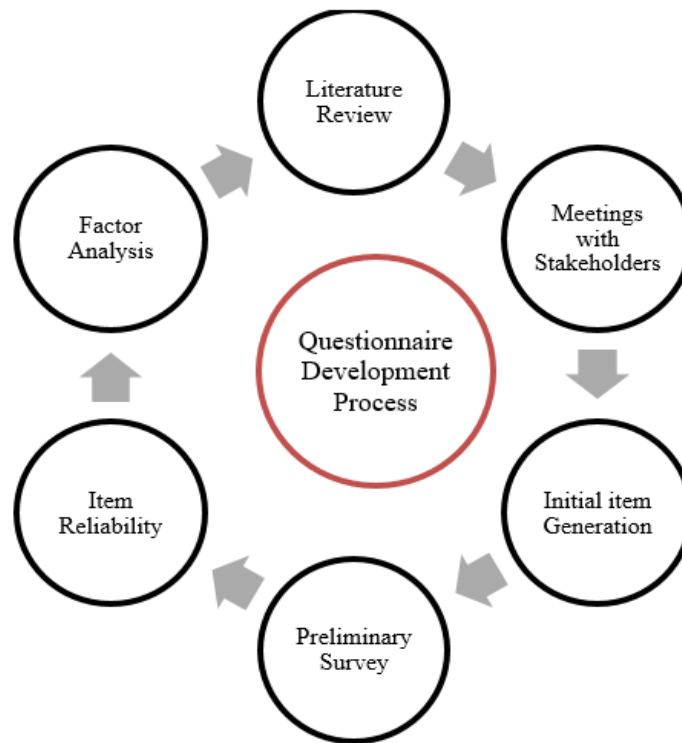 Literature
Review
Meetings
with
Stakeholders
Initial item
Generation
Preliminary
Survey
Item
Reliability
Factor
Analysis
Questionnaire
Development
Process